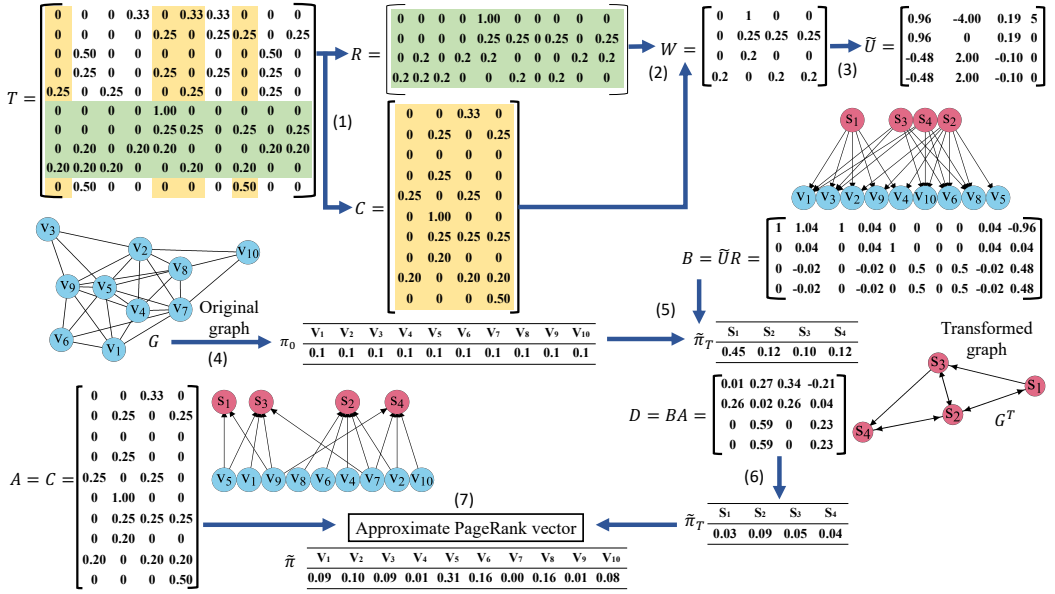 0 0 0 0.33 0 0.33 0.33 0 0 0
0 0 0 0 0.25 0 0.25 0.25 0 0
0 0.50 0 0 0 0 0 0 0.50 0
0 0.25 0 0 0.25 0 0.25 0 0.25 0
T =
0.25 0 0.25 0 0 0.25 0 0.25 0 0
0 0 0 0 1.00 0 0 0 0 0
0 0 0 0 0.25 0.25 0 0.25 0 0.25
0 0.20 0 0.20 0.20 0 0 0 0.20 0.20
0.20 0.20 0.20 0 0 0.20 0 0.20 0 0
0 0.50 0 0 0 0 0 0.50 0 0
(1)
R =
0 0 0 0 1.00 0 0 0 0 0
0 0 0 0 0.25 0.25 0 0.25 0 0.25
0 0.2 0 0.2 0.2 0 0 0 0.2 0.2
0.2 0.2 0.2 0 0 0.2 0 0.2 0 0
(2)
W =
0 1 0 0
0 0.25 0.25 0.25
0 0.2 0 0
0.2 0 0.2 0.2
(3)
Ũ =
0.96 -4.00 0.19 5
0.96 0 0.19 0
-0.48 2.00 -0.10 0
-0.48 2.00 -0.10 0
C =
0 0 0.33 0
0 0.25 0 0.25
0 0 0 0
0 0.25 0 0
0.25 0 0.25 0
0 1.00 0 0
0 0.25 0.25 0.25
0 0.20 0 0
0.20 0 0.20 0.20
0 0 0 0.50
S1 S3 S4 S2
V1 V3 V2 V9 V4 V10 V6 V8 V5
B = ŨR =
1 1.04 1 0.04 0 0 0 0 0.04 -0.96
0 0.04 0 0.04 1 0 0 0 0.04 0.04
0 -0.02 0 -0.02 0 0.5 0 0.5 -0.02 0.48
0 -0.02 0 -0.02 0 0.5 0 0.5 -0.02 0.48
V3
V2
V10
V8
V9
V5
V4
V7
V6
V1
G
Original
graph
(4)
π0
V1 V2 V3 V4 V5 V6 V7 V8 V9 V10
0.1 0.1 0.1 0.1 0.1 0.1 0.1 0.1 0.1 0.1
(5)
π̃T
S1 S2 S3 S4
0.45 0.12 0.10 0.12
Transformed
graph
S3
S1
S2
S4
G^T
D = BA =
0.01 0.27 0.34 -0.21
0.26 0.02 0.26 0.04
0 0.59 0 0.23
0 0.59 0 0.23
(6)
π̃T
S1 S2 S3 S4
0.03 0.09 0.05 0.04
A = C =
0 0 0.33 0
0 0.25 0 0.25
0 0 0 0
0 0.25 0 0
0.25 0 0.25 0
0 1.00 0 0
0 0.25 0.25 0.25
0 0.20 0 0
0.20 0 0.20 0.20
0 0 0 0.50
S1 S3 S2 S4
V5 V1 V9 V8 V6 V4 V7 V2 V10
(7)
Approximate PageRank vector
π̃
V1 V2 V3 V4 V5 V6 V7 V8 V9 V10
0.09 0.10 0.09 0.01 0.31 0.16 0.00 0.16 0.01 0.08